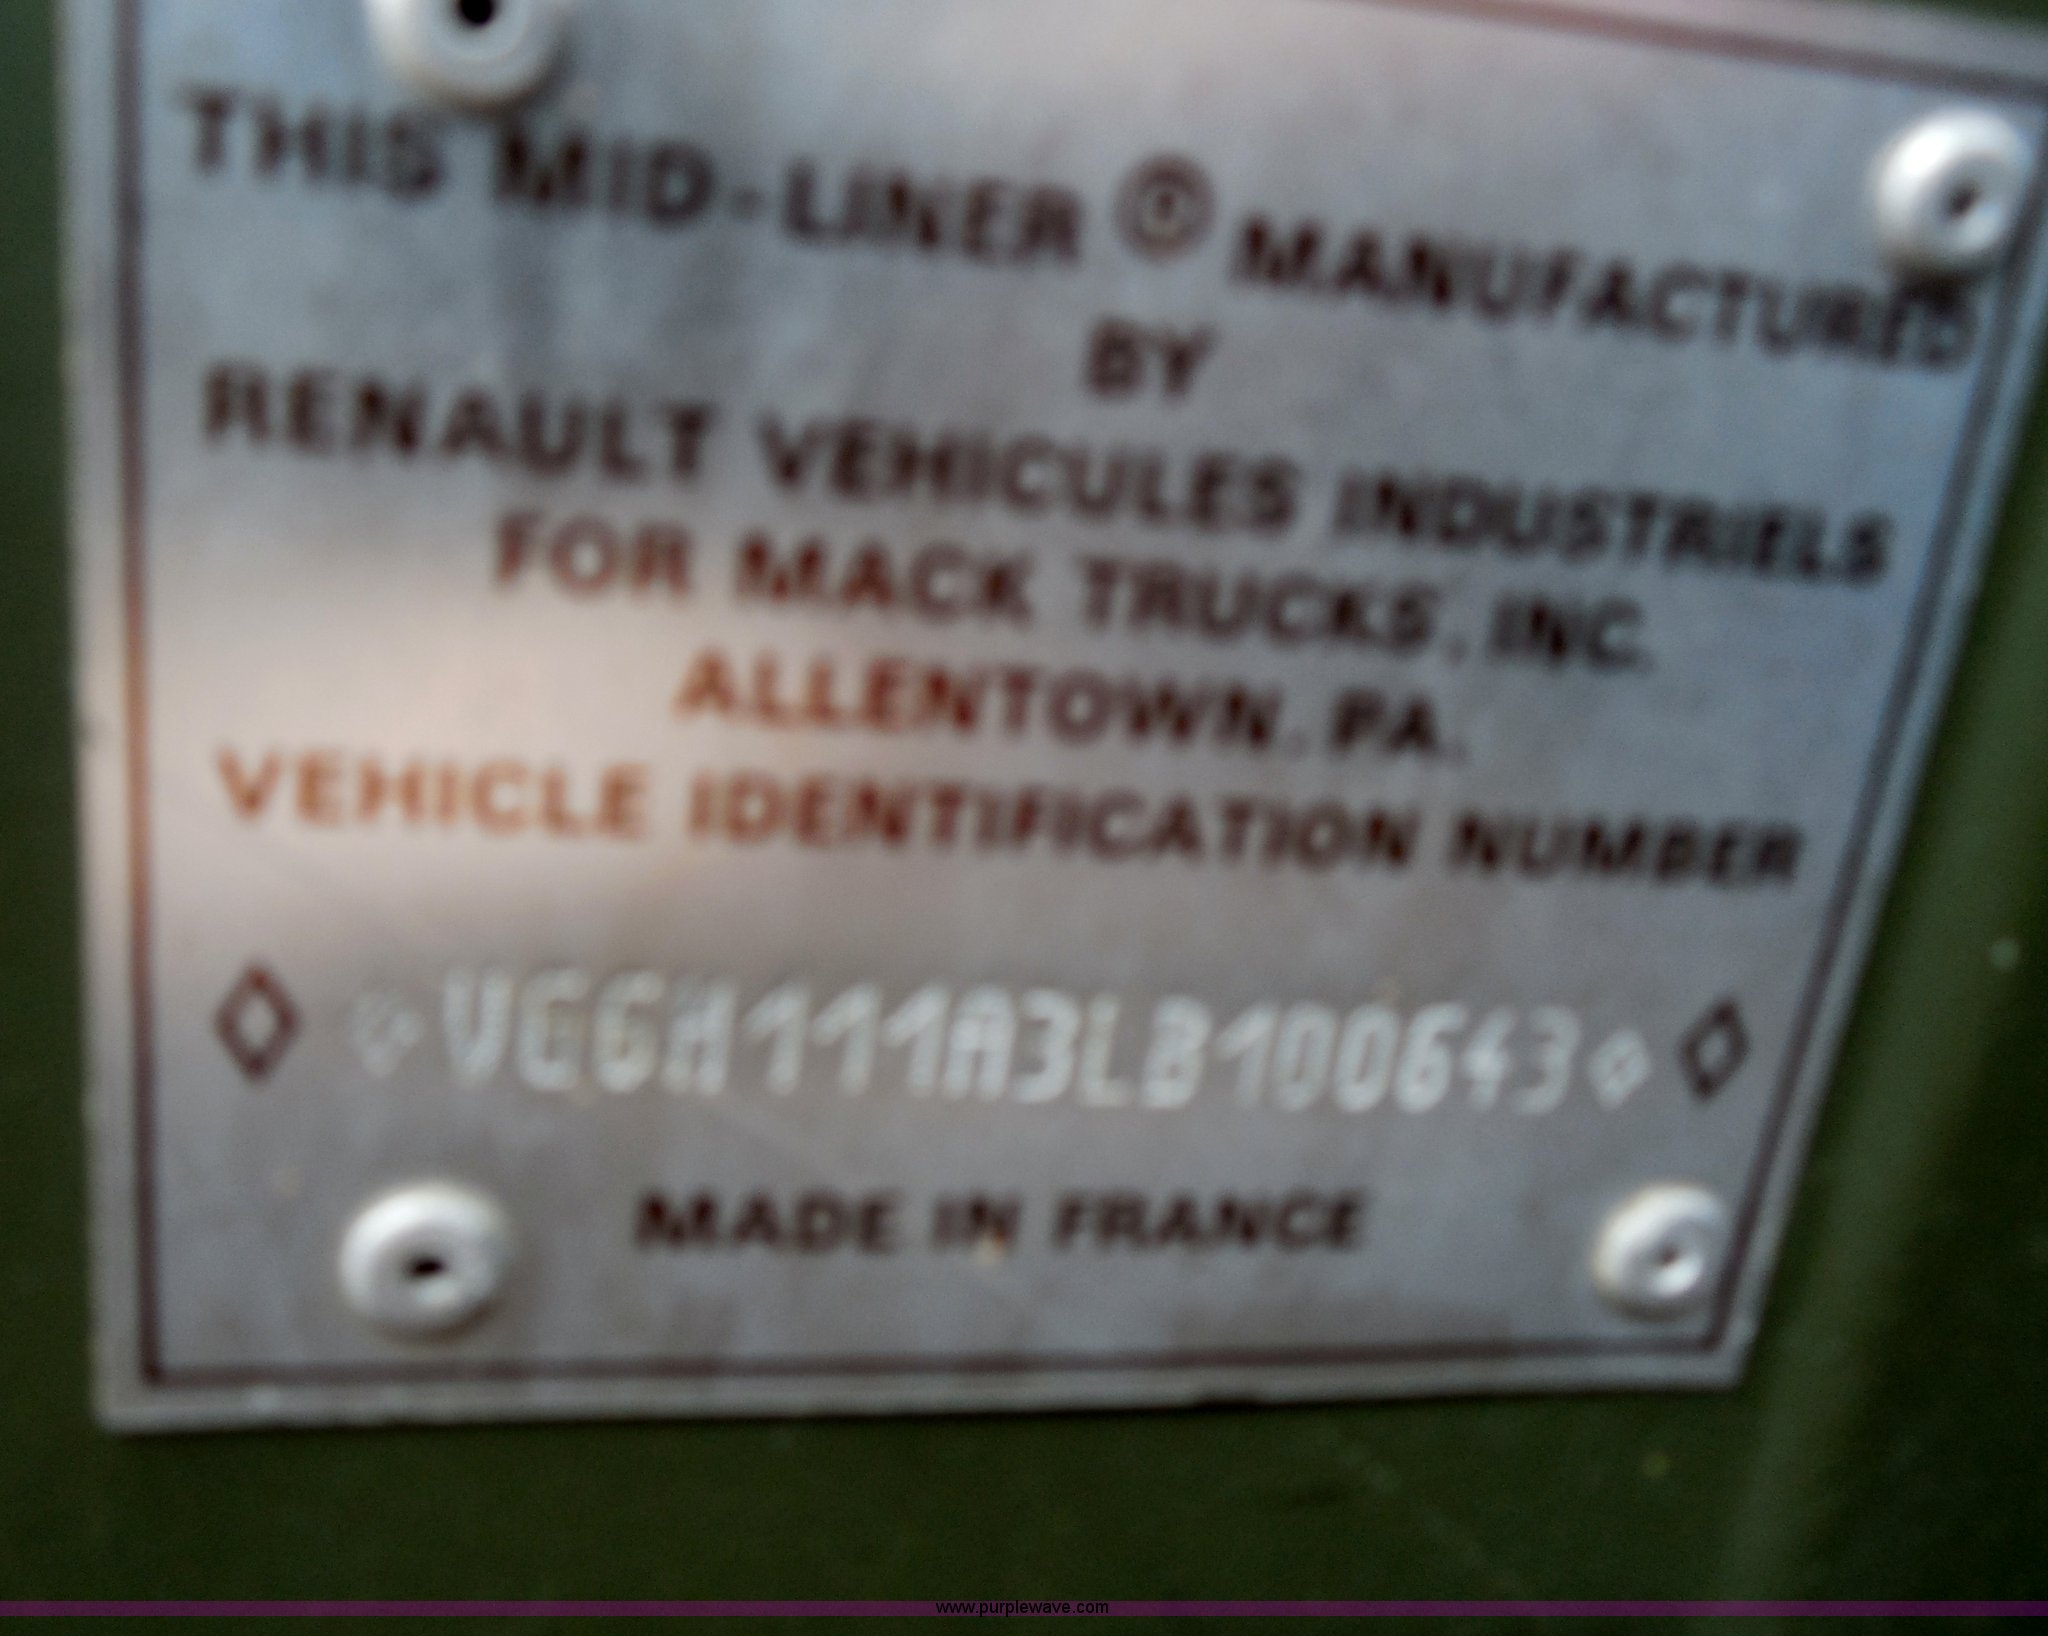 THIS MID-LINER ® MANUFACTURED
BY
RENAULT VEHICULES INDUSTRIELS
FOR MACK TRUCKS, INC.
ALLENTOWN, PA.
VEHICLE IDENTIFICATION NUMBER
VG6M111A3LB100643
MADE IN FRANCE
www.purplewave.com